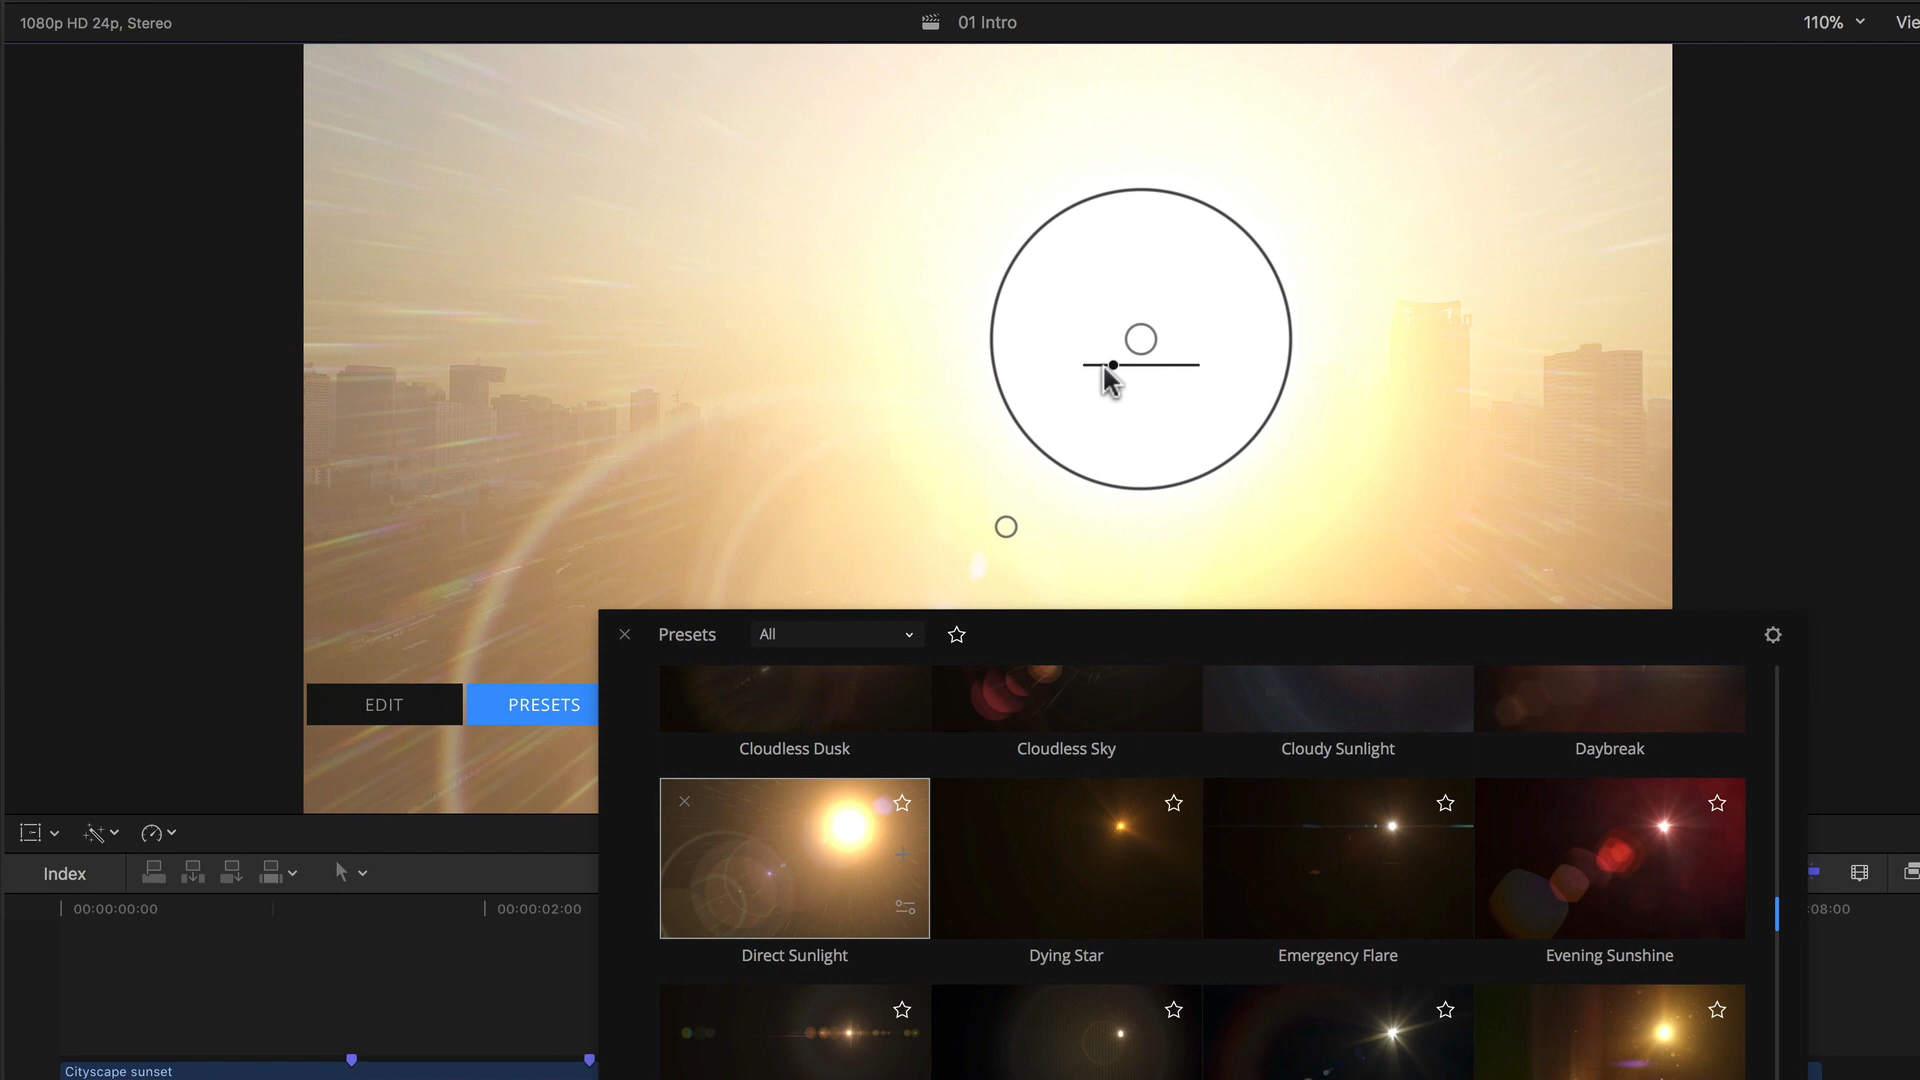 1080p HD 24p, Stereo
01 Intro
110%
Vie
Presets
All
EDIT
PRESETS
Cloudless Dusk
Cloudless Sky
Cloudy Sunlight
Daybreak
Direct Sunlight
Dying Star
Emergency Flare
Evening Sunshine
Index
00:00:00:00
00:00:02:00
:08:00
Cityscape sunset